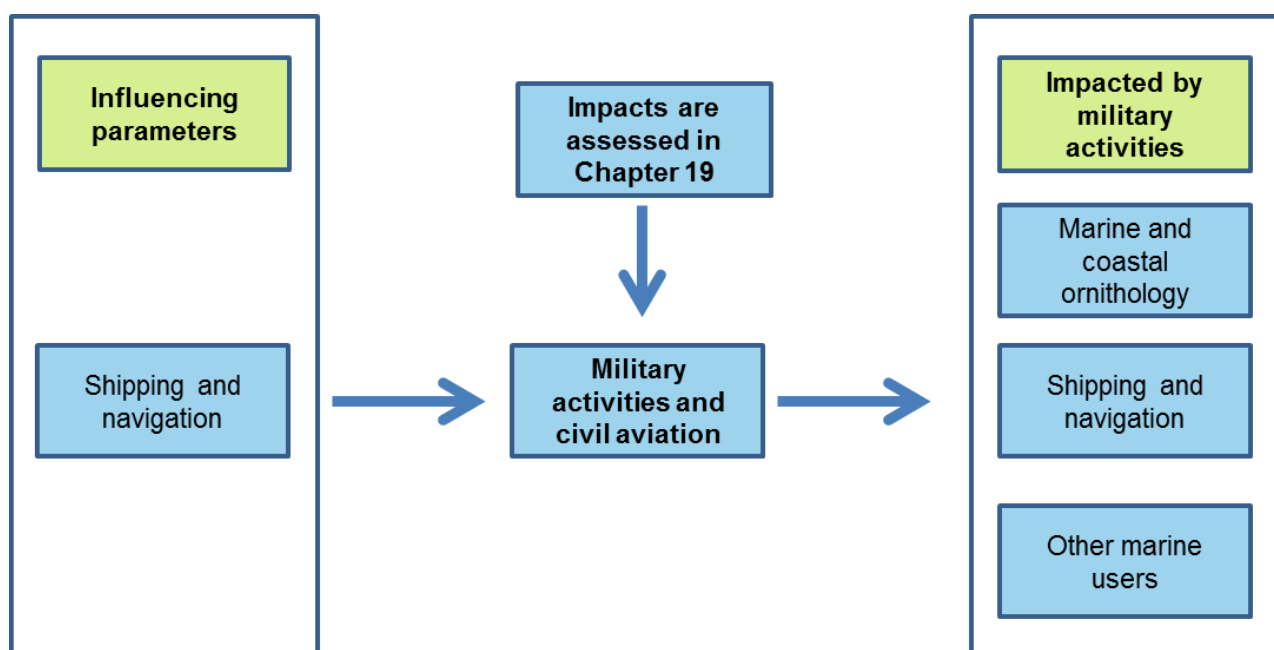 Influencing
parameters
Shipping and
navigation
Impacts are
assessed in
Chapter 19
Military
activities and
civil aviation
Impacted by
military
activities
Marine and
coastal
ornithology
Shipping and
navigation
Other marine
users